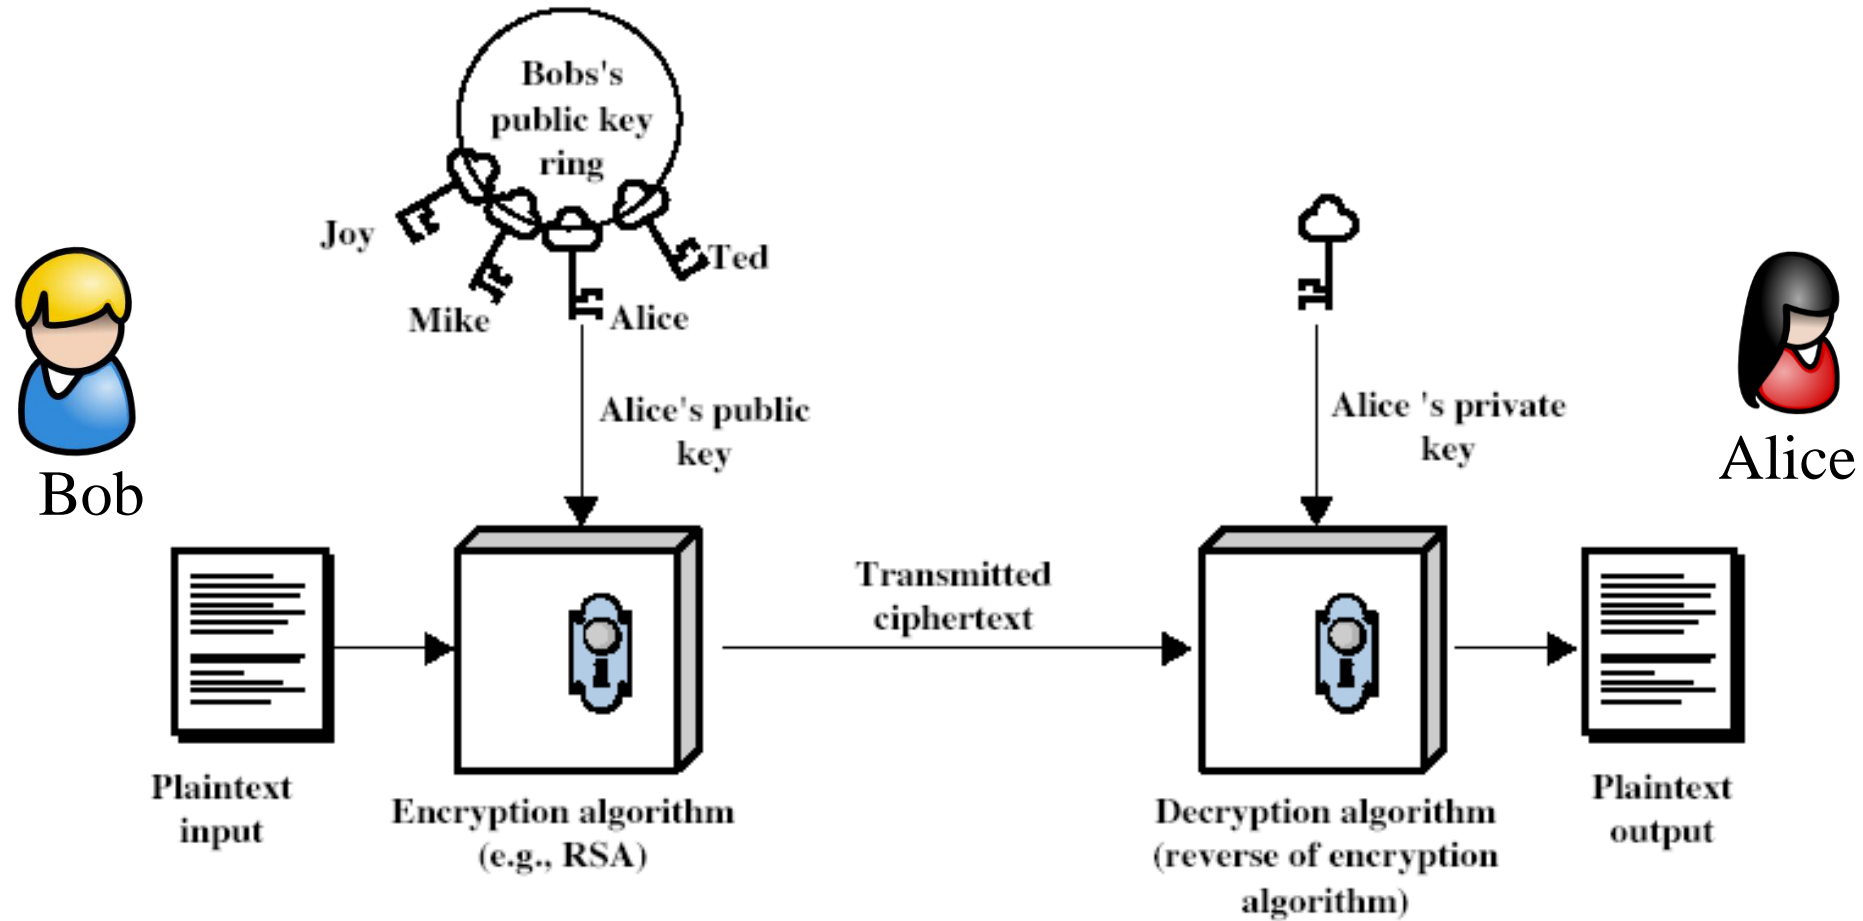 Bobs's
public key
ring
Joy
Ted
Mike
Alice
Alice's public
key
Alice 's private
key
Bob
Alice
Transmitted
ciphertext
Plaintext
input
Encryption algorithm
(e.g., RSA)
Decryption algorithm
(reverse of encryption
algorithm)
Plaintext
output